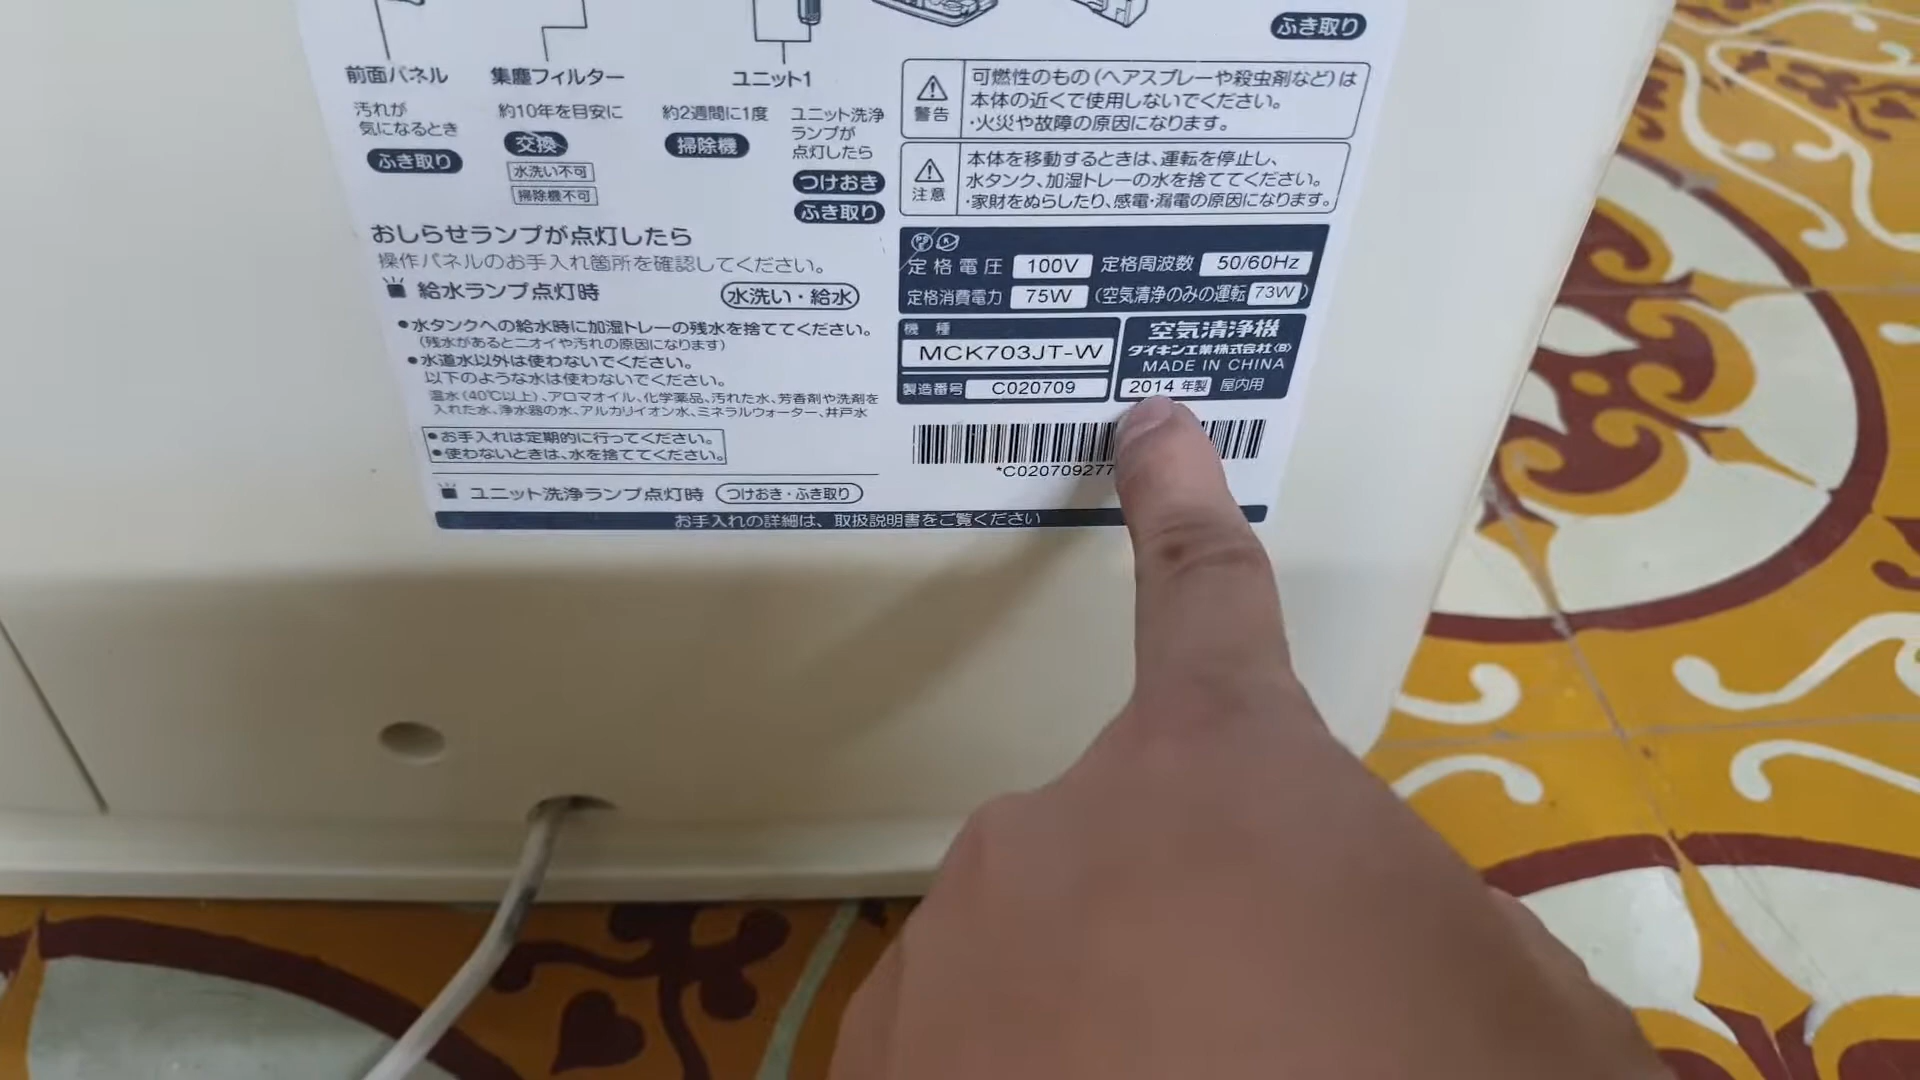 前面パネル
汚れが
気になるとき
ふき取り
集塵フィルター
約10年を目安に
交換
水洗い不可
掃除機不可
ユニット1
約2週間に1度
掃除機
ユニット洗浄
ランプが
点灯したら
つけおき
ふき取り
ふき取り
おしらせランプが点灯したら
操作パネルのお手入れ箇所を確認してください。
給水ランプ点灯時 水洗い・給水
●水タンクへの給水時に加湿トレーの残水を捨ててください。
(残水があるとニオイや汚れの原因になります)
●水道水以外は使わないでください。
以下のような水は使わないでください。
温水(40℃以上)、アロマオイル、化学薬品、汚れた水、芳香剤や洗剤を
入れた水、浄水器の水、アルカリイオン水、ミネラルウォーター、井戸水
●お手入れは定期的に行ってください。
●使わないときは、水を捨ててください。
ユニット洗浄ランプ点灯時 つけおき・ふき取り
警告
可燃性のもの(ヘアスプレーや殺虫剤など)は
本体の近くで使用しないでください。
・火災や故障の原因になります。
注意
本体を移動するときは、運転を停止し、
水タンク、加湿トレーの水を捨ててください。
・家財をぬらしたり、感電・漏電の原因になります。
定格電圧 100V 定格周波数 50/60Hz
定格消費電力 75W (空気清浄のみの運転 73W)
機種
MCK703JT-W
製造番号 C020709
空気清浄機
ダイキン工業株式会社〈B〉
MADE IN CHINA
2014 年製 屋内用
*C020709277
お手入れの詳細は、取扱説明書をご覧ください